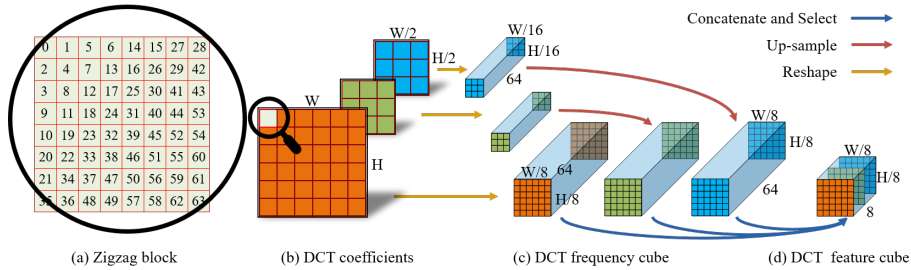 Concatenate and Select
Up-sample
Reshape
0 1 5 6 14 15 27 28
2 4 7 13 16 26 29 42
3 8 12 17 25 30 41 43
9 11 18 24 31 40 44 53
10 19 23 32 39 45 52 54
20 22 33 38 46 51 55 60
21 34 37 47 50 56 59 61
35 36 48 49 57 58 62 63
W
H
W/2
H/2
W/16
H/16
64
W/8
H/8
64
W/8
H/8
64
W/8
H/8
8
(a) Zigzag block
(b) DCT coefficients
(c) DCT frequency cube
(d) DCT feature cube